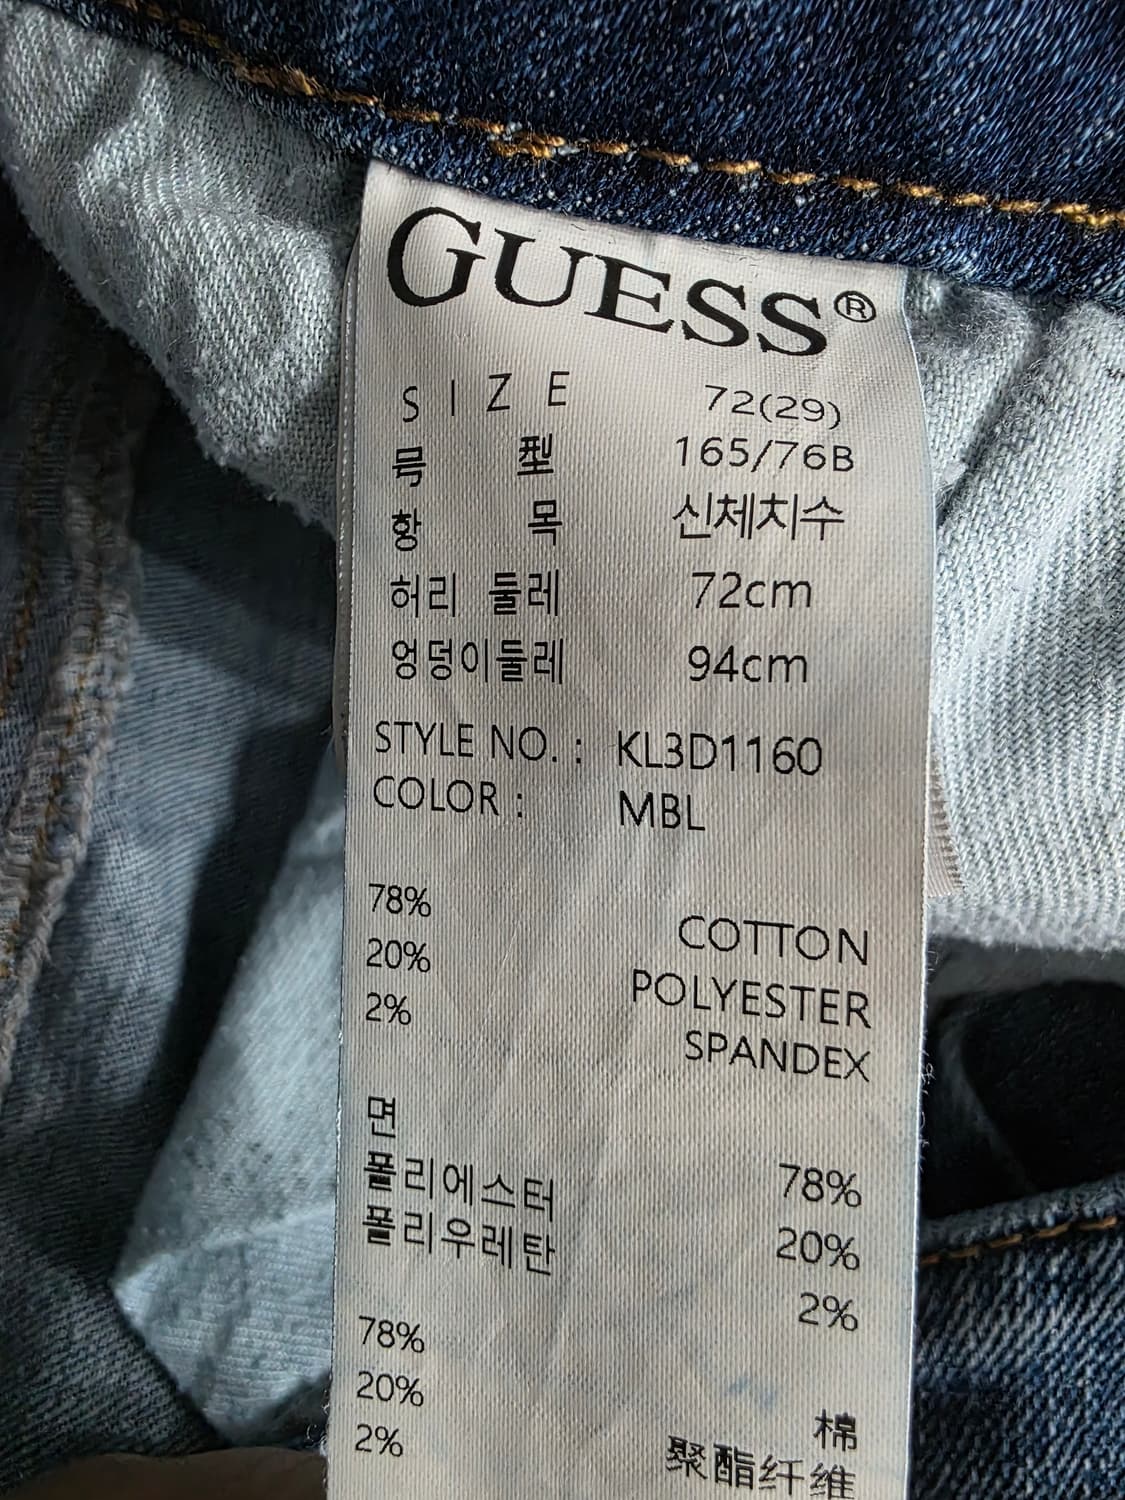 GUESS®
SIZE 72(29)
号 型 165/76B
항 목 신체치수
허리 둘레 72cm
엉덩이둘레 94cm
STYLE NO. : KL3D1160
COLOR : MBL
78% COTTON
20% POLYESTER
2% SPANDEX
면 78%
폴리에스터 20%
폴리우레탄 2%
78% 棉
20% 聚酯纤维
2%